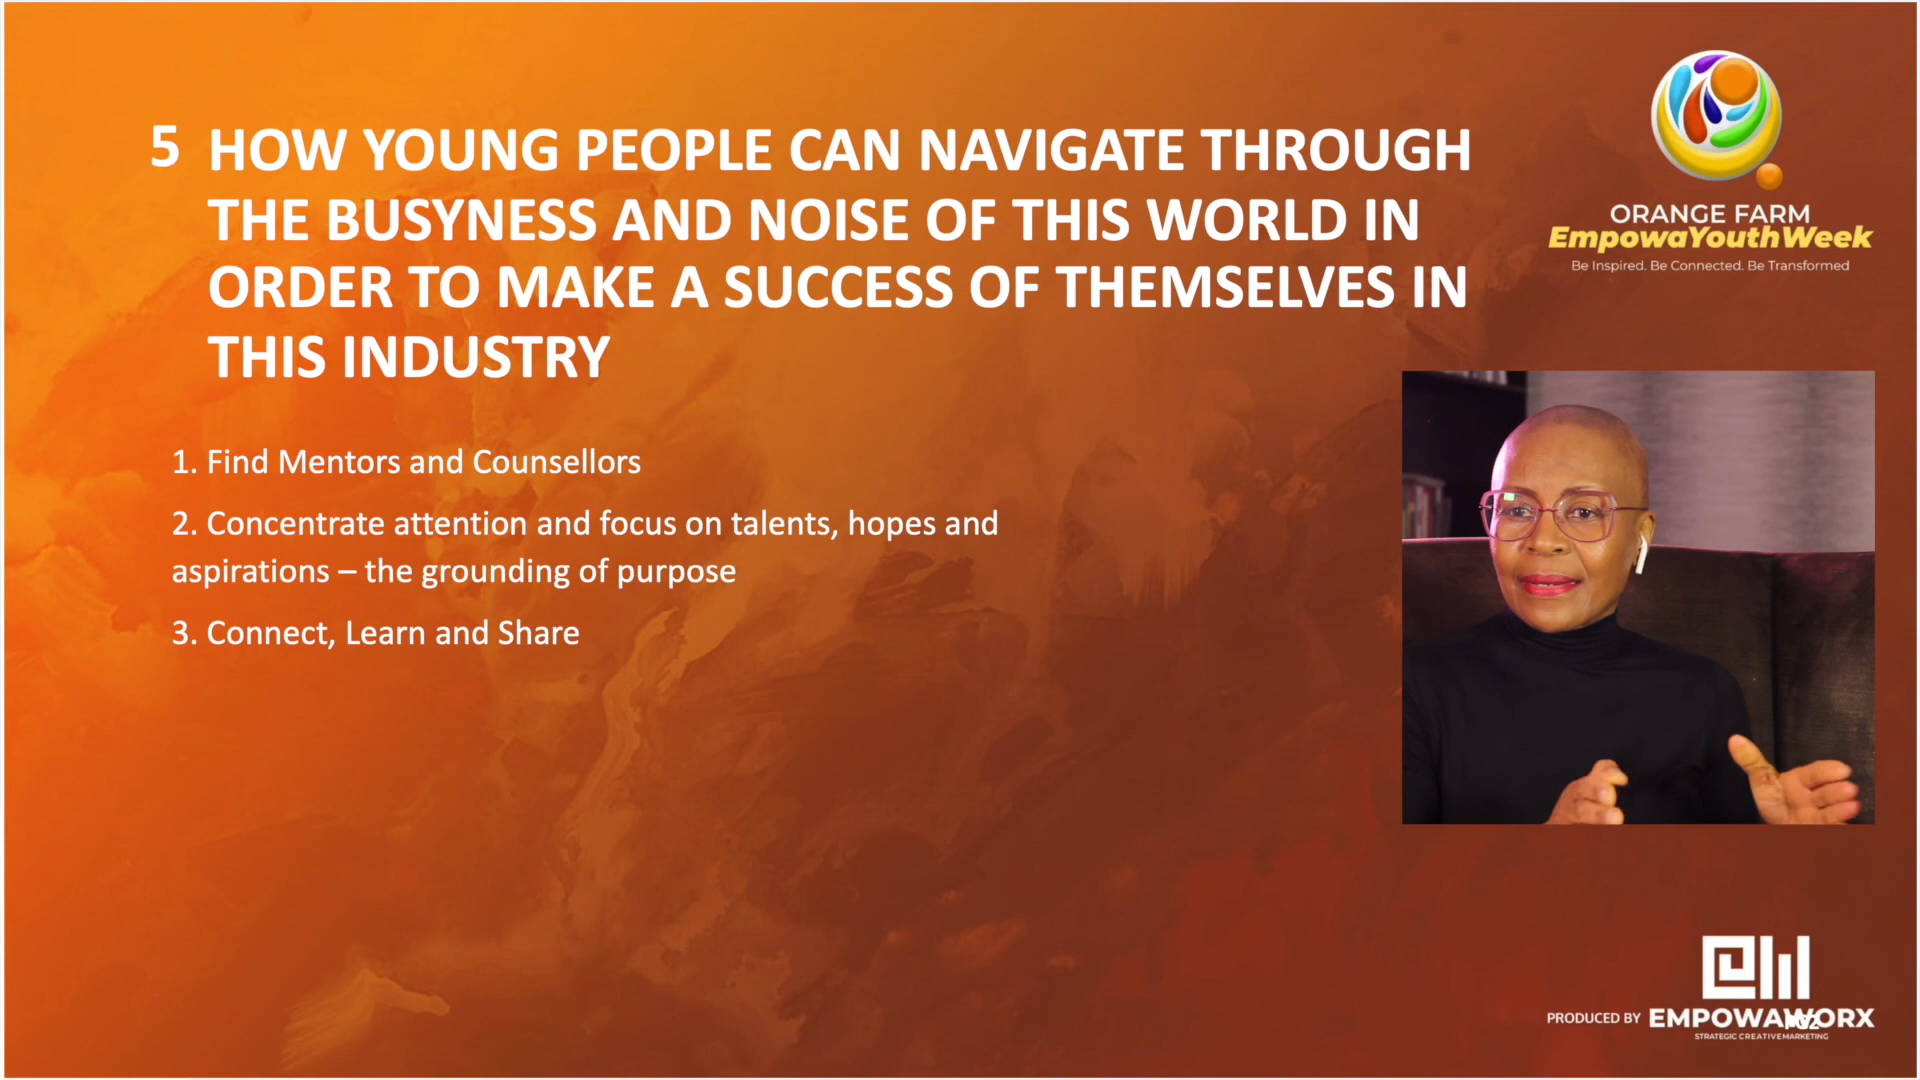 5 HOW YOUNG PEOPLE CAN NAVIGATE THROUGH
THE BUSYNESS AND NOISE OF THIS WORLD IN
ORDER TO MAKE A SUCCESS OF THEMSELVES IN
THIS INDUSTRY
1. Find Mentors and Counsellors
2. Concentrate attention and focus on talents, hopes and
aspirations – the grounding of purpose
3. Connect, Learn and Share
ORANGE FARM
EmpowaYouthWeek
Be Inspired. Be Connected. Be Transformed
PRODUCED BY EMPOWAWORX
STRATEGIC CREATIVE MARKETING